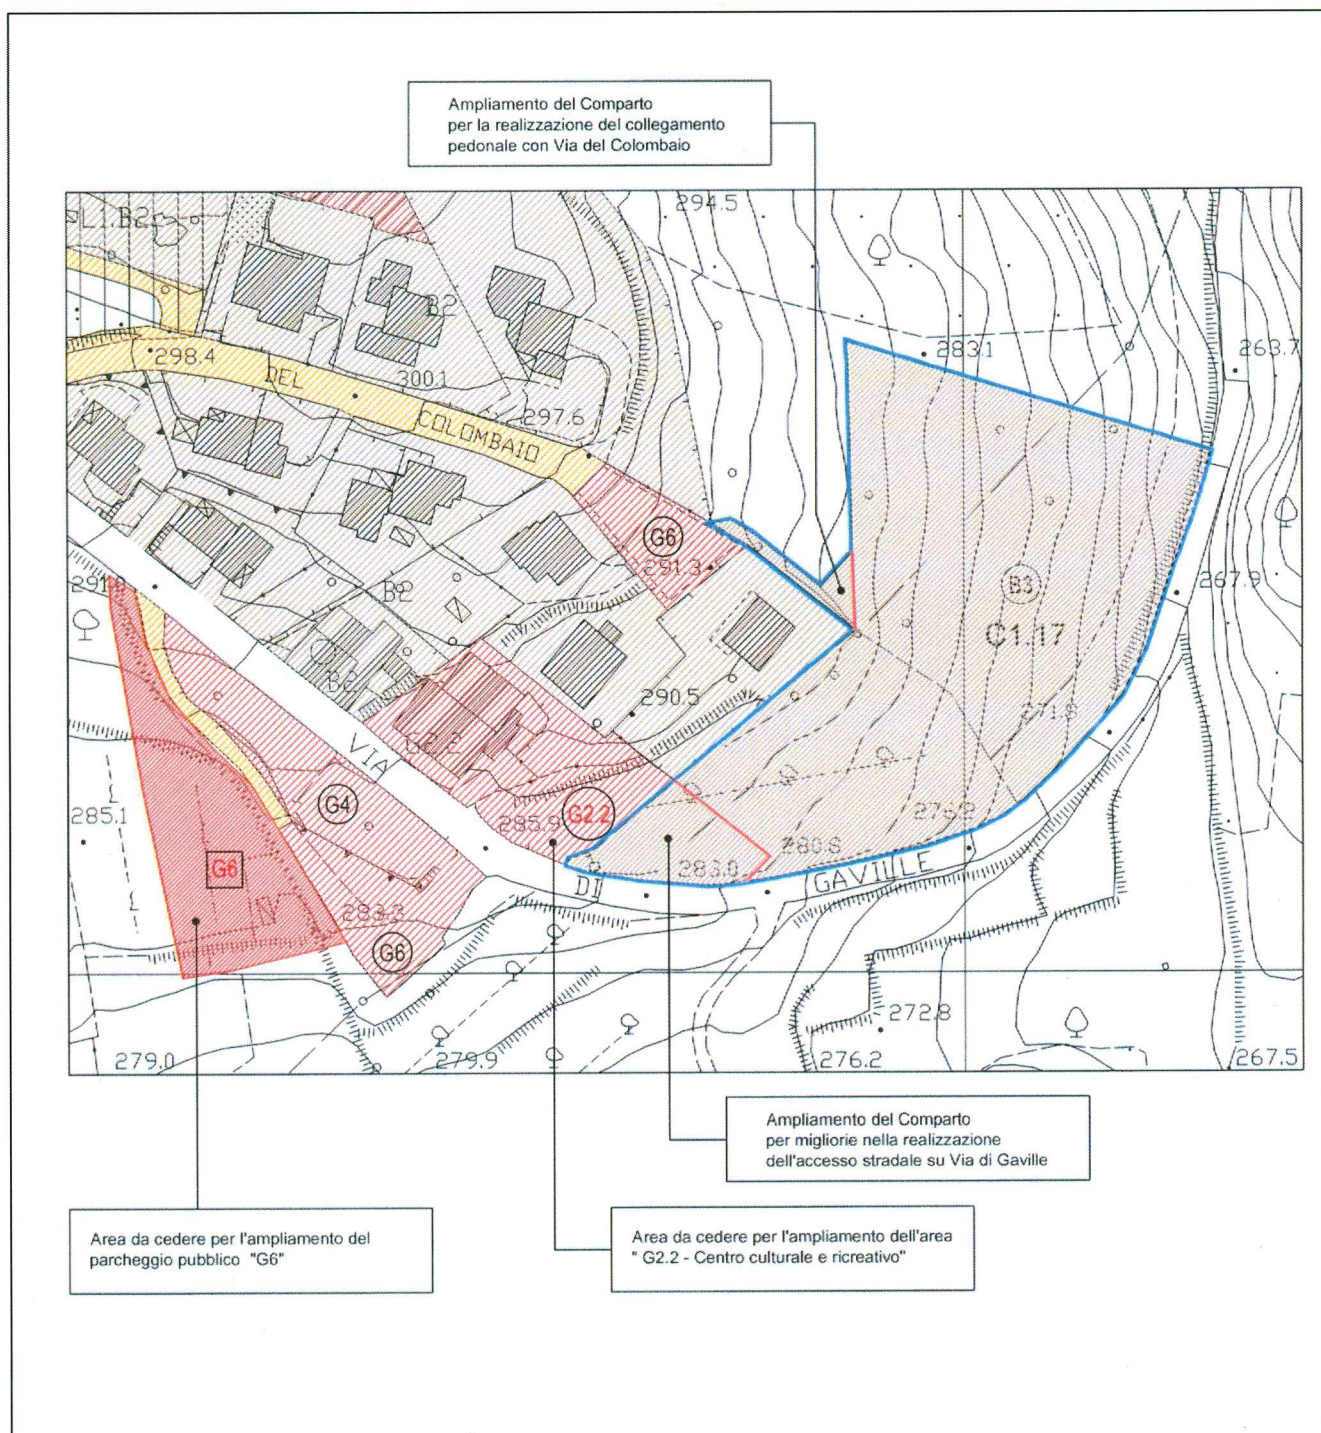 Ampliamento del Comparto
per la realizzazione del collegamento
pedonale con Via del Colombaio
294.5
L1.B2
B2
283.1
263.7
298.4
DEL
300.1
297.6
COLOMBAIO
G6
291.3
267.9
B3
C1.17
B2
B2
290.5
271.8
VIA
G2.2
G4
285.1
285.9
G2.2
276.2
280.8
283.0
DI
GAVILLE
G6
283.3
G6
272.8
279.0
279.9
276.2
267.5
Ampliamento del Comparto
per migliorie nella realizzazione
dell'accesso stradale su Via di Gaville
Area da cedere per l'ampliamento del
parcheggio pubblico "G6"
Area da cedere per l'ampliamento dell'area
" G2.2 - Centro culturale e ricreativo"